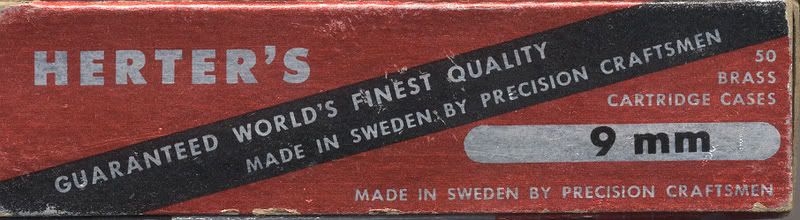 HERTER'S
GUARANTEED WORLD'S FINEST QUALITY
MADE IN SWEDEN BY PRECISION CRAFTSMEN
50
BRASS
CARTRIDGE CASES
9 mm
MADE IN SWEDEN BY PRECISION CRAFTSMEN